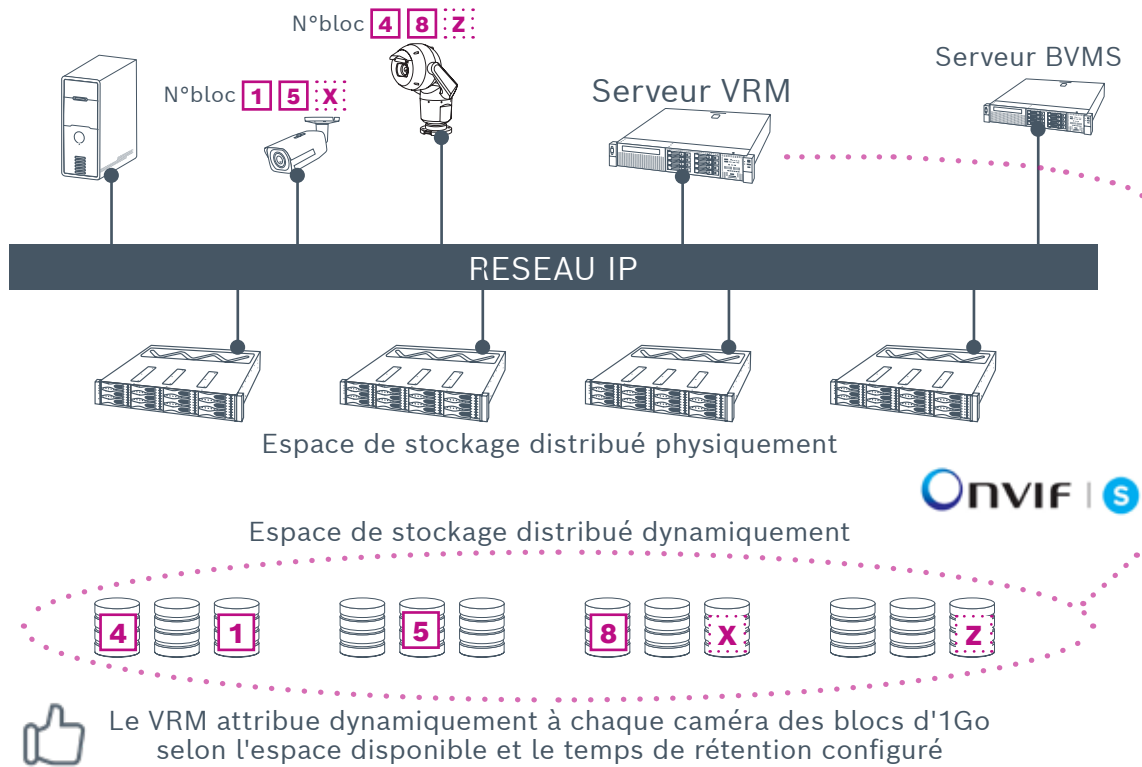 N°bloc 4 8 Z
Serveur BVMS
N°bloc 1 5 X
Serveur VRM
RESEAU IP
Espace de stockage distribué physiquement
ONVIF | S
Espace de stockage distribué dynamiquement
4 1 5 8 X Z
Le VRM attribue dynamiquement à chaque caméra des blocs d'1Go
selon l'espace disponible et le temps de rétention configuré